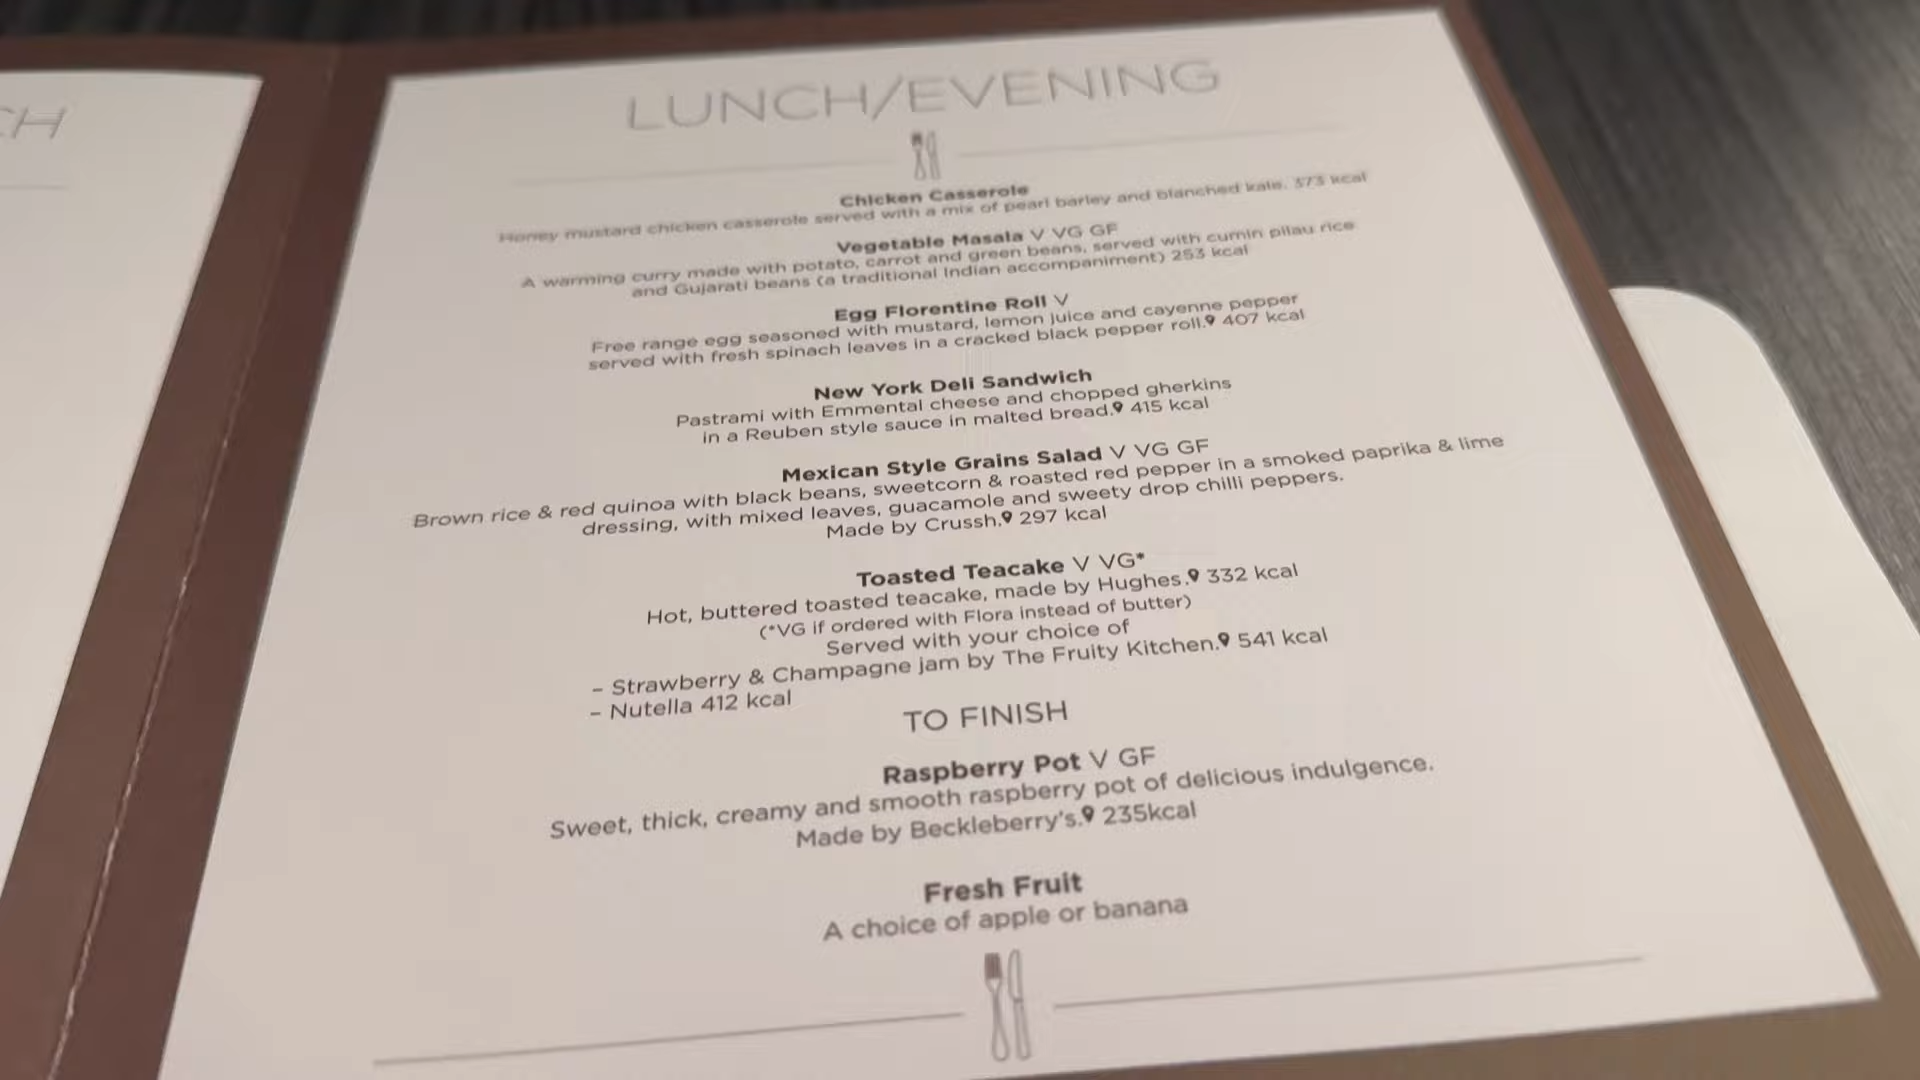 CH
LUNCH/EVENING
Chicken Casserole
Honey mustard chicken casserole served with a mix of pearl barley and blanched kale. 373 kcal
Vegetable Masala V VG GF
A warming curry made with potato, carrot and green beans, served with cumin pilau rice
and Gujarati beans (a traditional Indian accompaniment) 253 kcal
Egg Florentine Roll V
Free range egg seasoned with mustard, lemon juice and cayenne pepper
served with fresh spinach leaves in a cracked black pepper roll. 407 kcal
New York Deli Sandwich
Pastrami with Emmental cheese and chopped gherkins
in a Reuben style sauce in malted bread. 415 kcal
Mexican Style Grains Salad V VG GF
Brown rice & red quinoa with black beans, sweetcorn & roasted red pepper in a smoked paprika & lime
dressing, with mixed leaves, guacamole and sweety drop chilli peppers.
Made by Crussh. 297 kcal
Toasted Teacake V VG*
Hot, buttered toasted teacake, made by Hughes. 332 kcal
(*VG if ordered with Flora instead of butter)
Served with your choice of
– Strawberry & Champagne jam by The Fruity Kitchen. 541 kcal
– Nutella 412 kcal
TO FINISH
Raspberry Pot V GF
Sweet, thick, creamy and smooth raspberry pot of delicious indulgence.
Made by Beckleberry's. 235kcal
Fresh Fruit
A choice of apple or banana